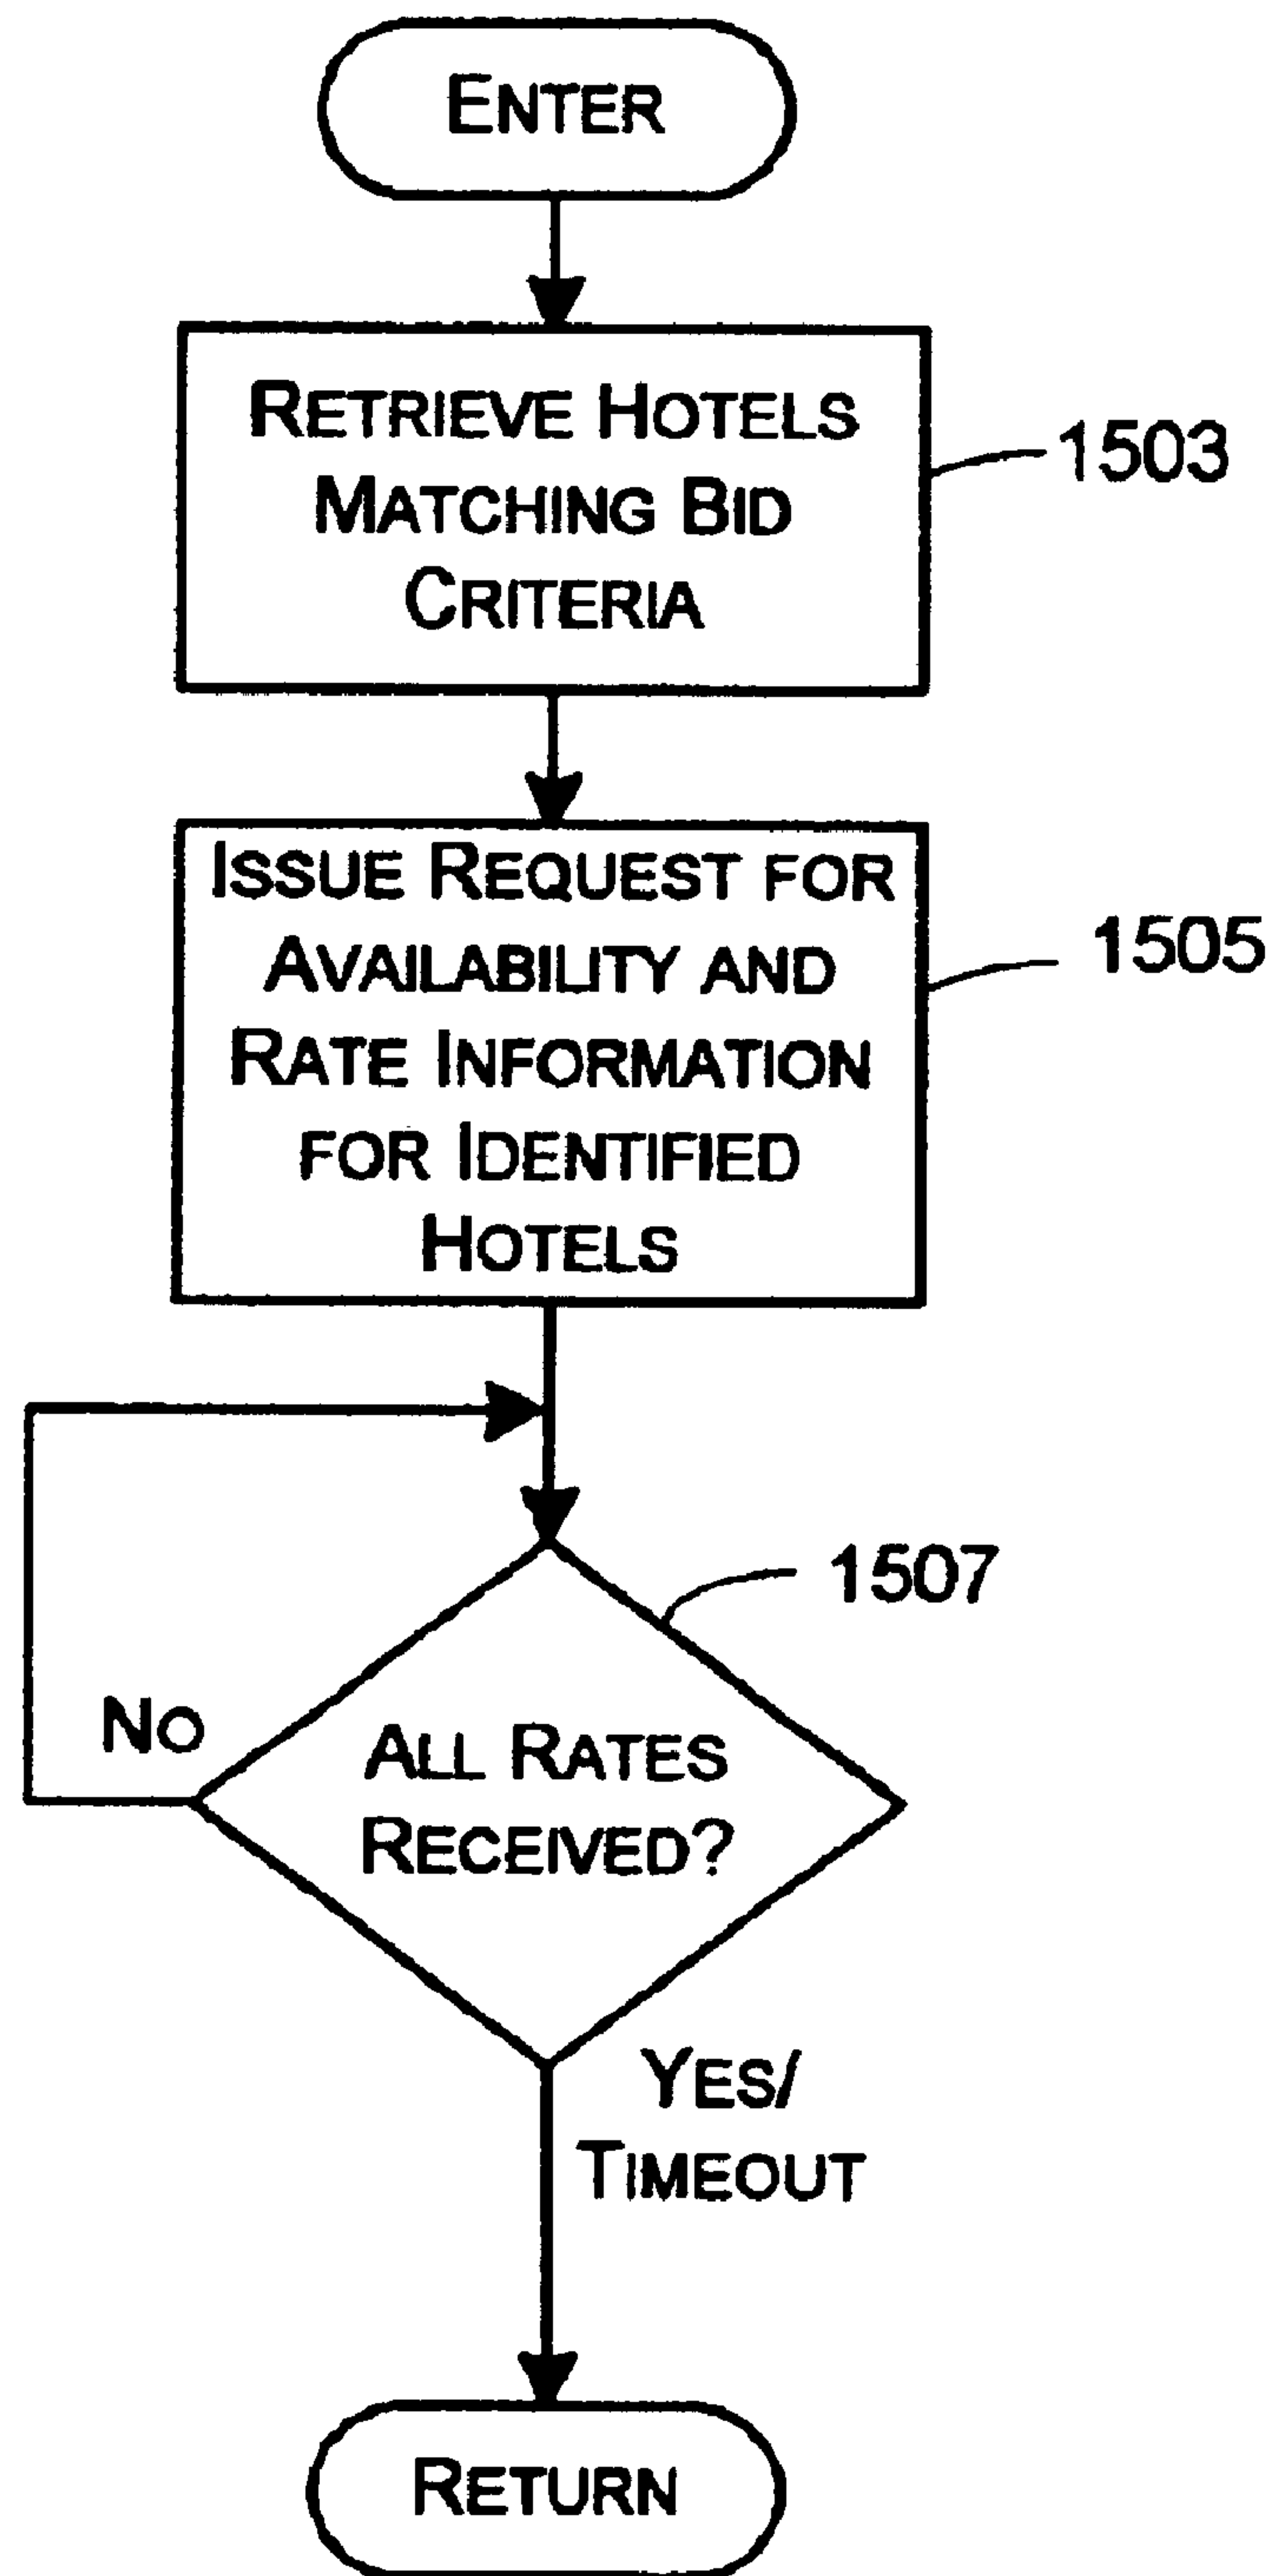 ENTER
RETRIEVE HOTELS
MATCHING BID
CRITERIA
1503
ISSUE REQUEST FOR
AVAILABILITY AND
RATE INFORMATION
FOR IDENTIFIED
HOTELS
1505
1507
NO
ALL RATES
RECEIVED?
YES/
TIMEOUT
RETURN